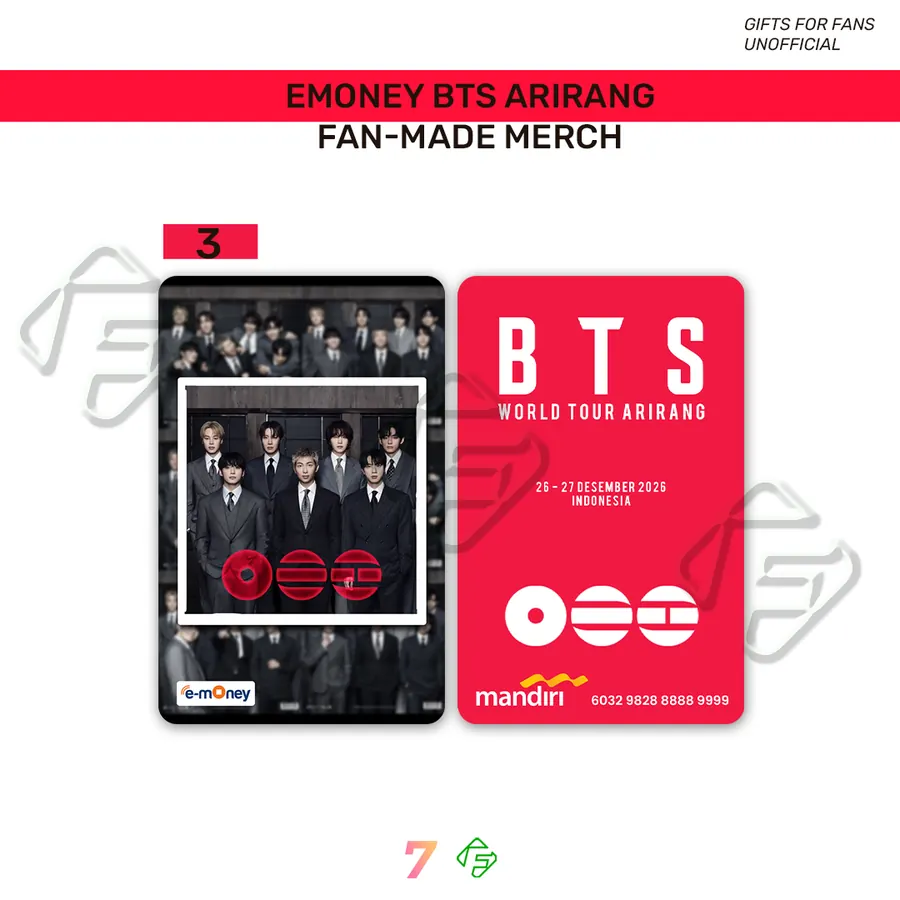 GIFTS FOR FANS
UNOFFICIAL
EMONEY BTS ARIRANG
FAN-MADE MERCH
3
e-money
BTS
WORLD TOUR ARIRANG
26 - 27 DESEMBER 2026
INDONESIA
mandiri
6032 9828 8888 9999
7